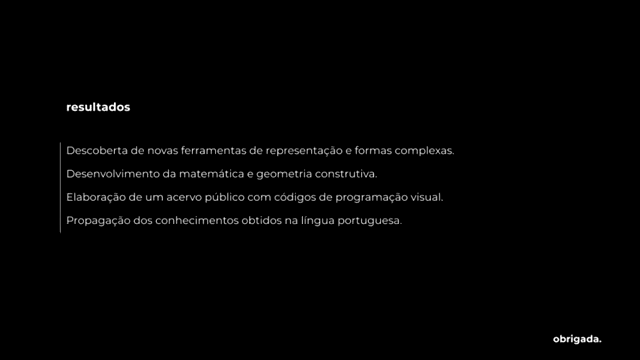 resultados
Descoberta de novas ferramentas de representação e formas complexas.
Desenvolvimento da matemática e geometria construtiva.
Elaboração de um acervo público com códigos de programação visual.
Propagação dos conhecimentos obtidos na língua portuguesa.
obrigada.